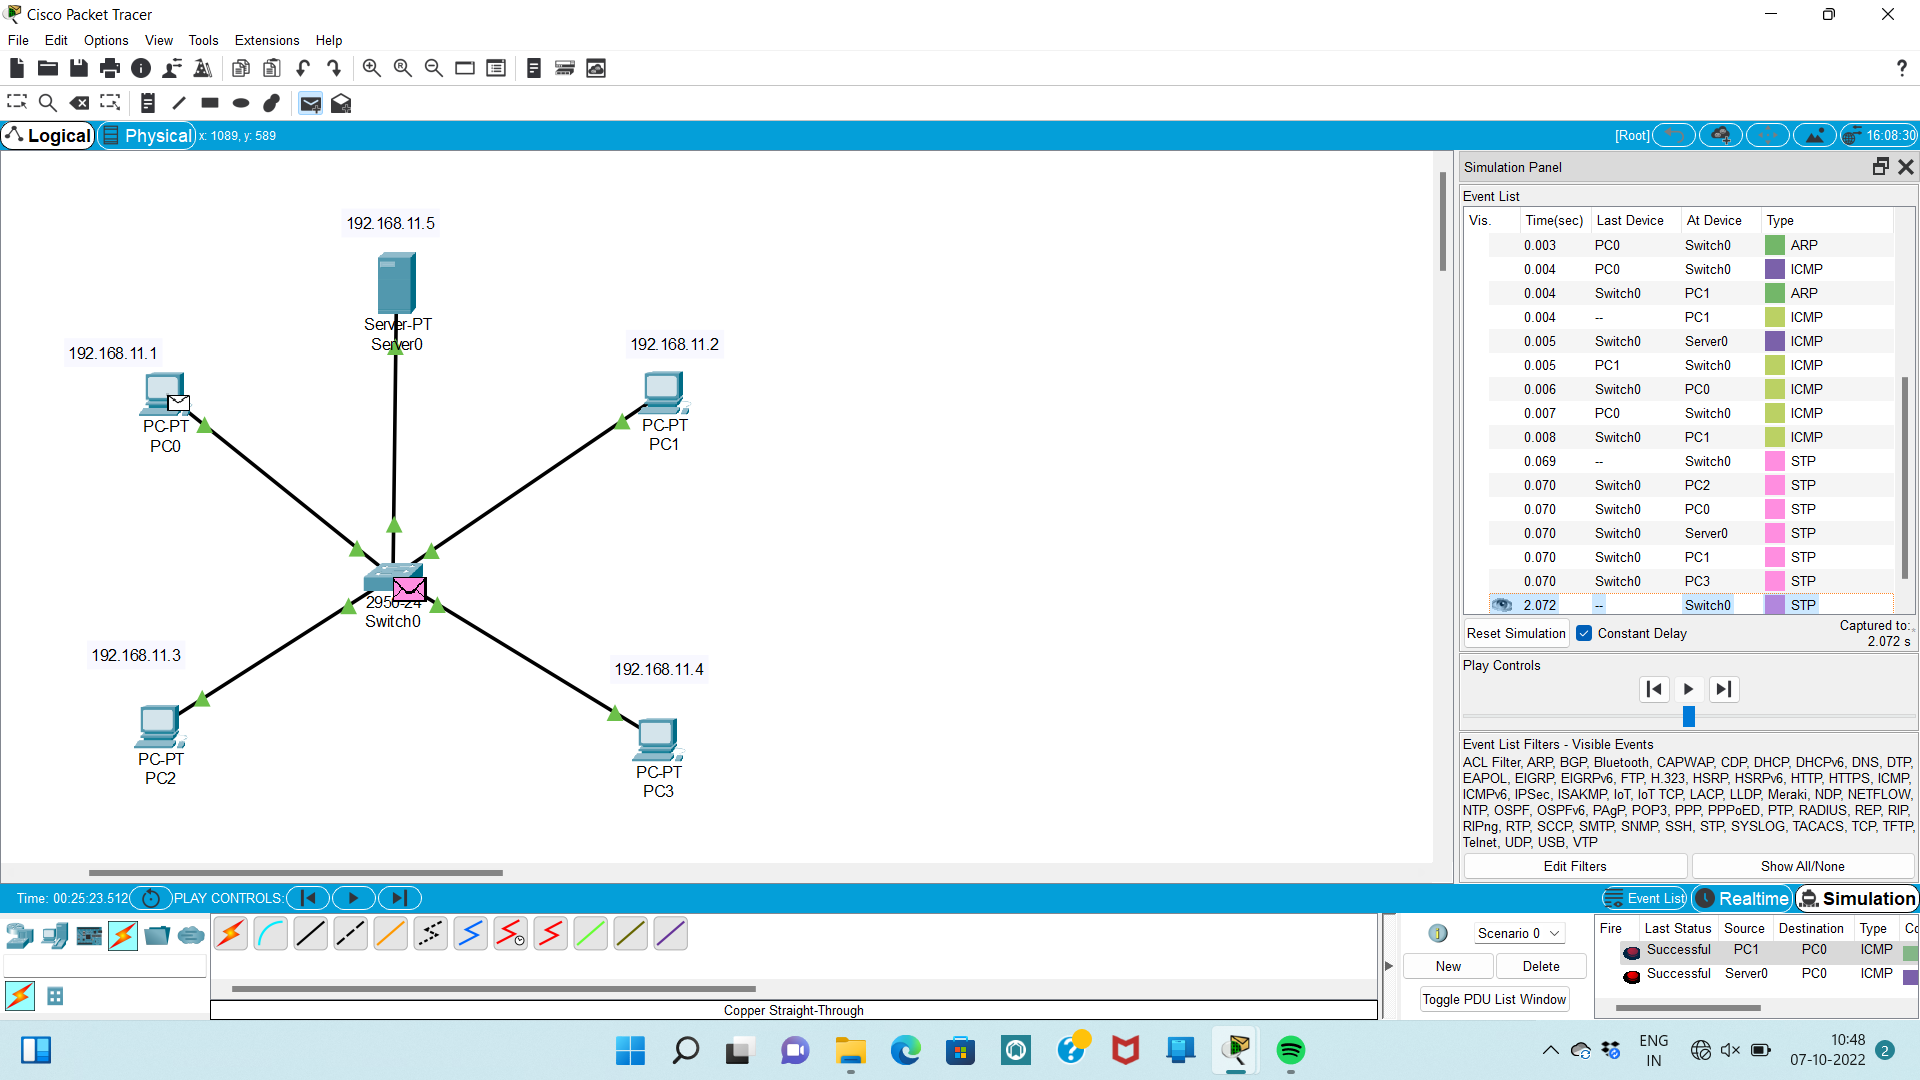 Cisco Packet Tracer
File Edit Options View Tools Extensions Help
Logical Physical x: 1089, y: 589 [Root] 16:08:30
192.168.11.5
Server-PT
Server0
192.168.11.1
PC-PT
PC0
192.168.11.2
PC-PT
PC1
2950-24
Switch0
192.168.11.3
PC-PT
PC2
192.168.11.4
PC-PT
PC3
Simulation Panel
Event List
Vis. Time(sec) Last Device At Device Type
0.003 PC0 Switch0 ARP
0.004 PC0 Switch0 ICMP
0.004 Switch0 PC1 ARP
0.004 -- PC1 ICMP
0.005 Switch0 Server0 ICMP
0.005 PC1 Switch0 ICMP
0.006 Switch0 PC0 ICMP
0.007 PC0 Switch0 ICMP
0.008 Switch0 PC1 ICMP
0.069 -- Switch0 STP
0.070 Switch0 PC2 STP
0.070 Switch0 PC0 STP
0.070 Switch0 Server0 STP
0.070 Switch0 PC1 STP
0.070 Switch0 PC3 STP
2.072 -- Switch0 STP
Reset Simulation Constant Delay Captured to:
2.072 s
Play Controls
Event List Filters - Visible Events
ACL Filter, ARP, BGP, Bluetooth, CAPWAP, CDP, DHCP, DHCPv6, DNS, DTP,
EAPOL, EIGRP, EIGRPv6, FTP, H.323, HSRP, HSRPv6, HTTP, HTTPS, ICMP,
ICMPv6, IPSec, ISAKMP, IoT, IoT TCP, LACP, LLDP, Meraki, NDP, NETFLOW,
NTP, OSPF, OSPFv6, PAgP, POP3, PPP, PPPoED, PTP, RADIUS, REP, RIP,
RIPng, RTP, SCCP, SMTP, SNMP, SSH, STP, SYSLOG, TACACS, TCP, TFTP,
Telnet, UDP, USB, VTP
Edit Filters Show All/None
Time: 00:25:23.512 PLAY CONTROLS: Event List Realtime Simulation
Scenario 0
New Delete
Toggle PDU List Window
Fire Last Status Source Destination Type Co
Successful PC1 PC0 ICMP
Successful Server0 PC0 ICMP
Copper Straight-Through
ENG
IN
10:48
07-10-2022
2